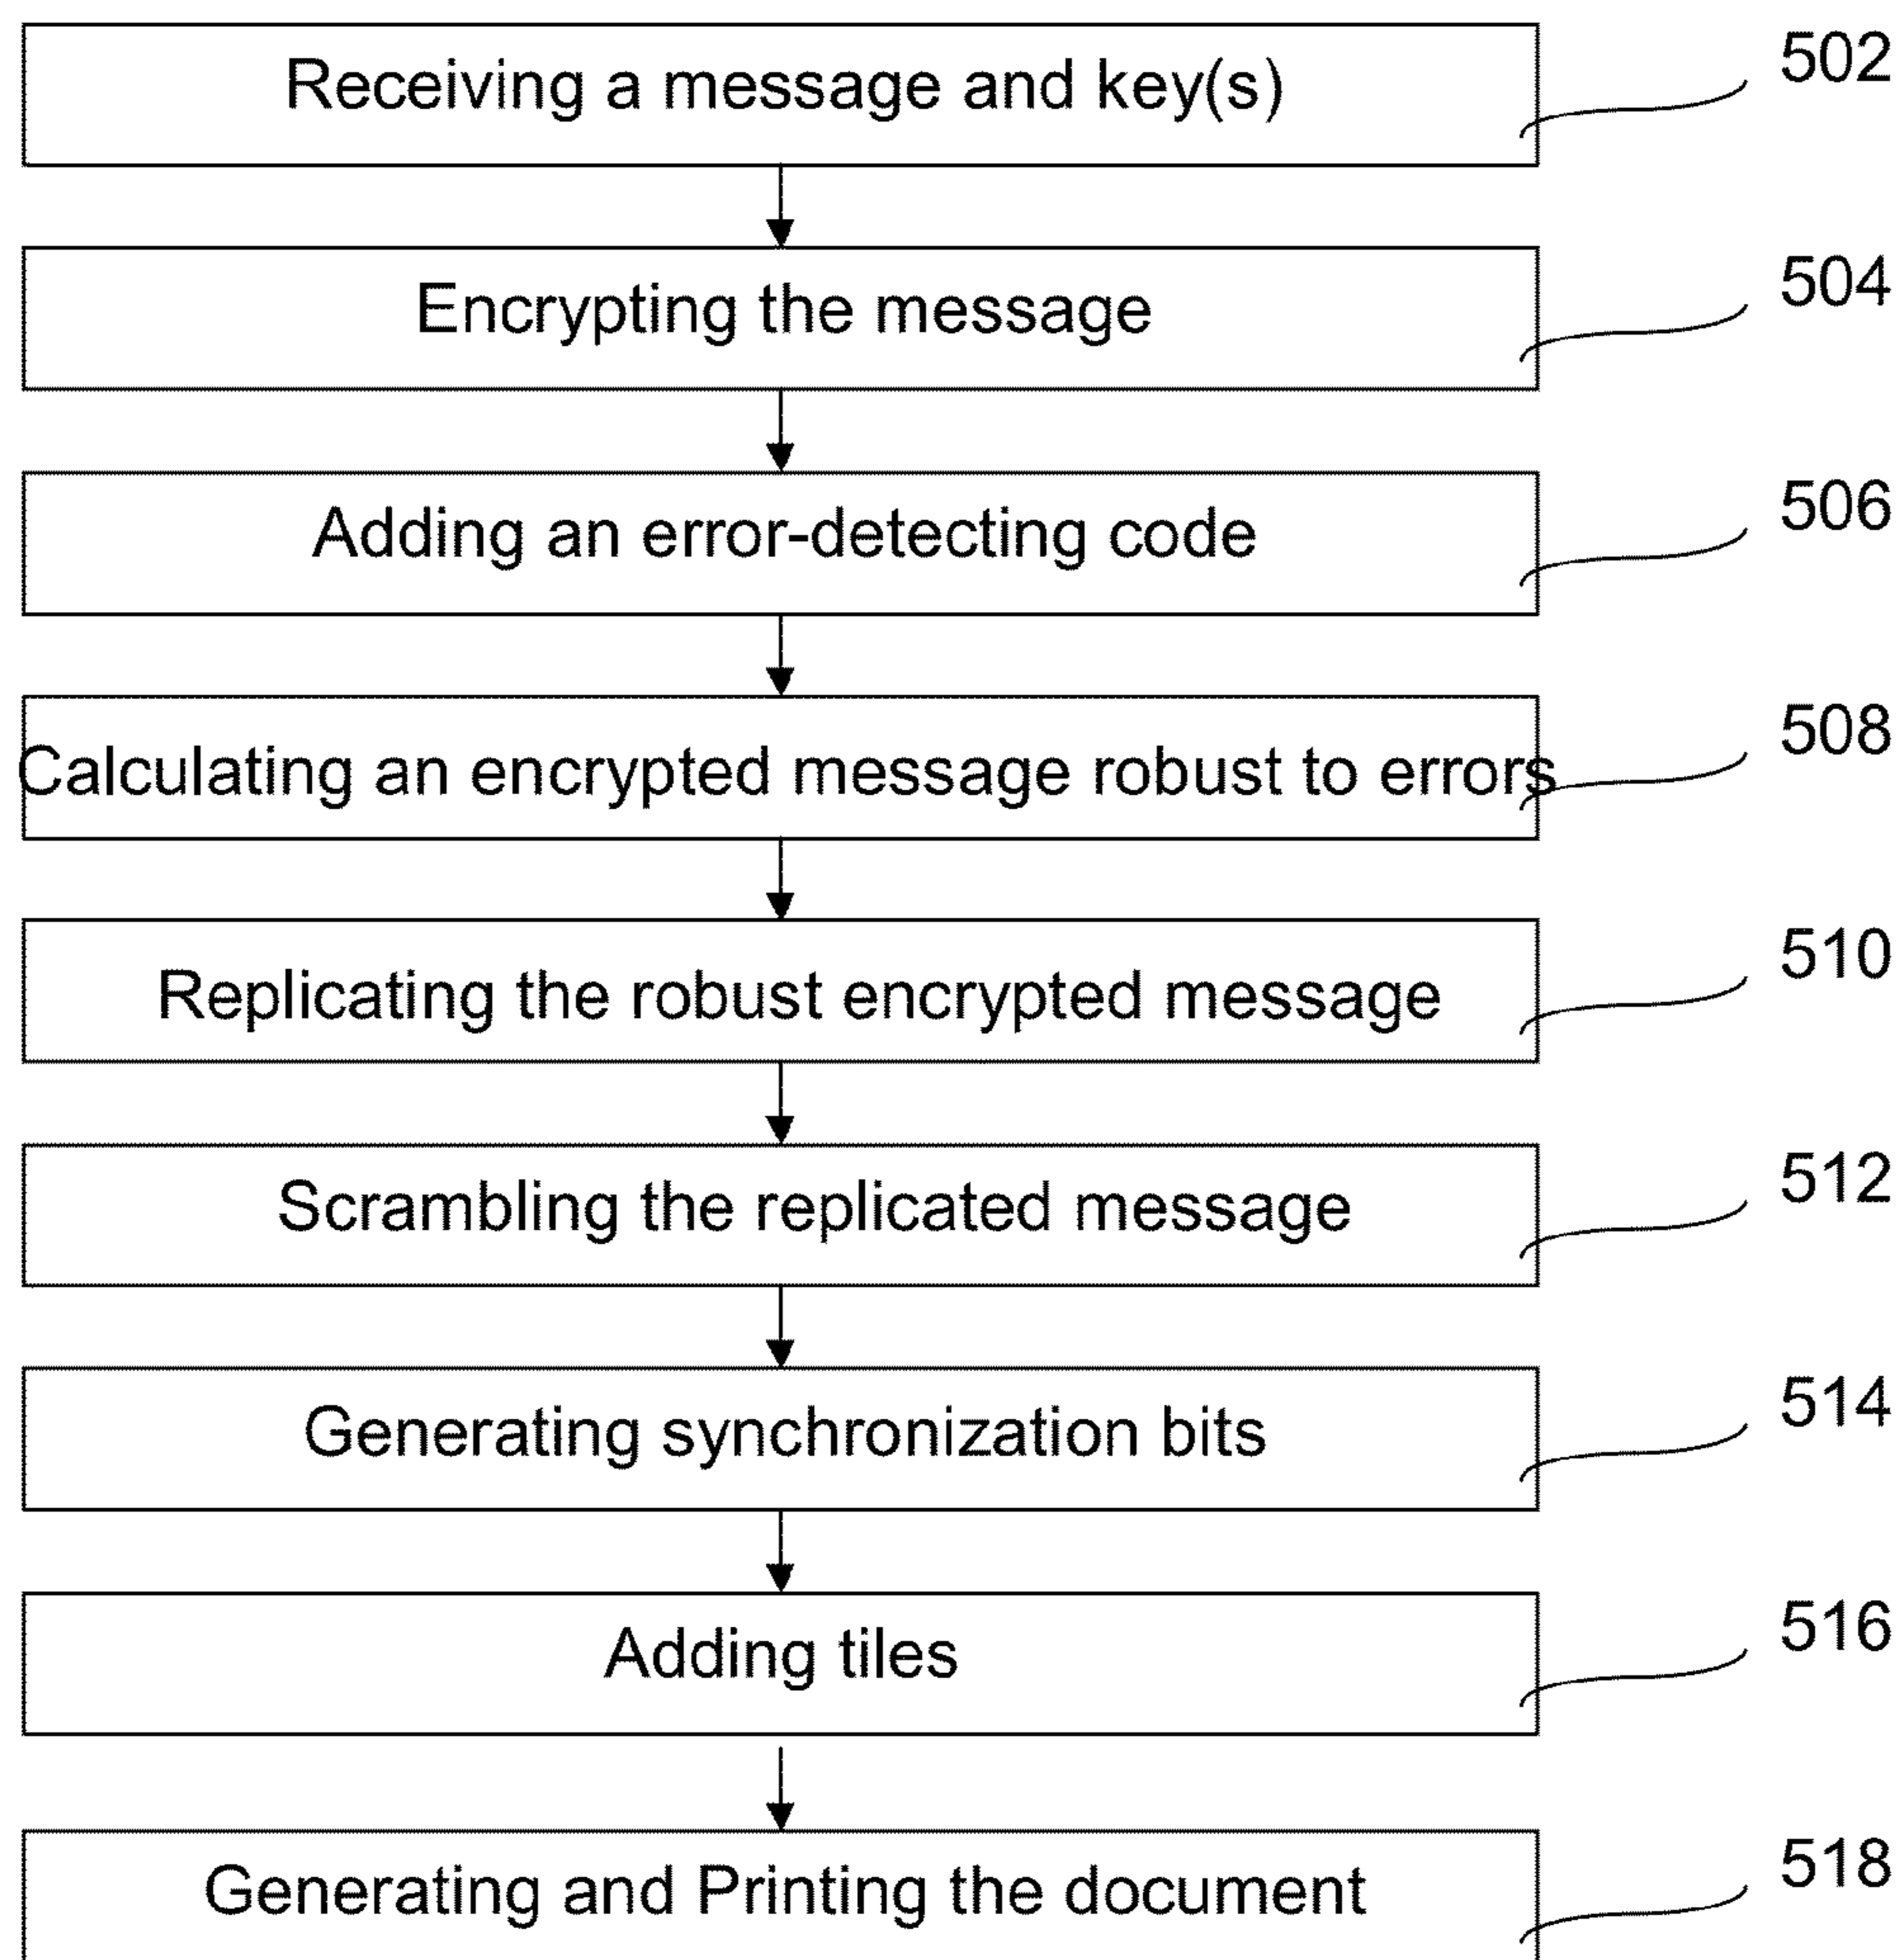 Receiving a message and key(s) 502
Encrypting the message 504
Adding an error-detecting code 506
Calculating an encrypted message robust to errors 508
Replicating the robust encrypted message 510
Scrambling the replicated message 512
Generating synchronization bits 514
Adding tiles 516
Generating and Printing the document 518